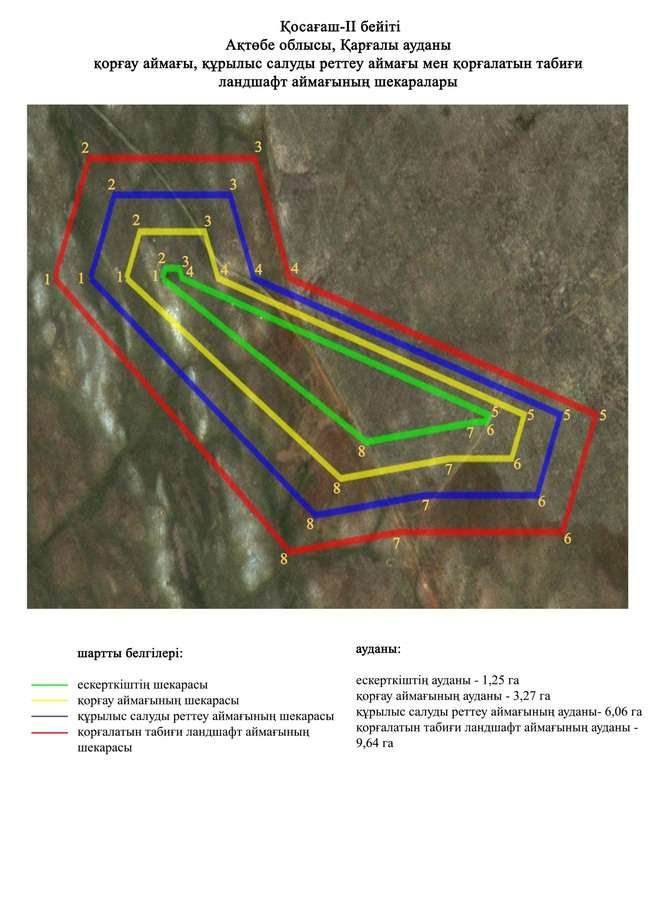 Қосағаш-II бейіті
Ақтөбе облысы, Қарғалы ауданы
қорғау аймағы, құрылыс салуды реттеу аймағы мен қорғалатын табиғи
ландшафт аймағының шекаралары
2 3
2 3
2 3
2 3
1 1 1 1 4 4 4 4
5 5 5 5
7 6
8 7 6
8 7 6
8 7 6
8
шартты белгілері:
ескерткіштің шекарасы
қорғау аймағының шекарасы
құрылыс салуды реттеу аймағының шекарасы
қорғалатын табиғи ландшафт аймағының
шекарасы
ауданы:
ескерткіштің ауданы - 1,25 га
қорғау аймағының ауданы - 3,27 га
құрылыс салуды реттеу аймағының ауданы- 6,06 га
қорғалатын табиғи ландшафт аймағының ауданы -
9,64 га